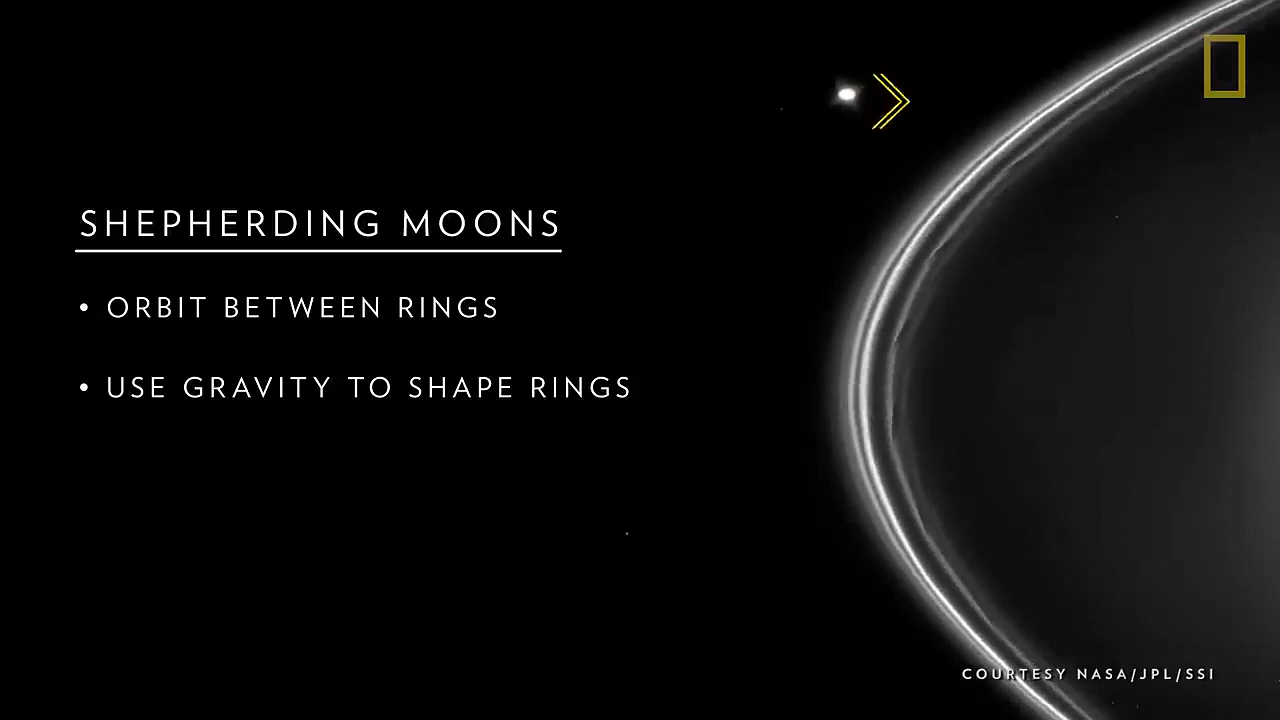 SHEPHERDING MOONS
• ORBIT BETWEEN RINGS
• USE GRAVITY TO SHAPE RINGS
COURTESY NASA/JPL/SSI